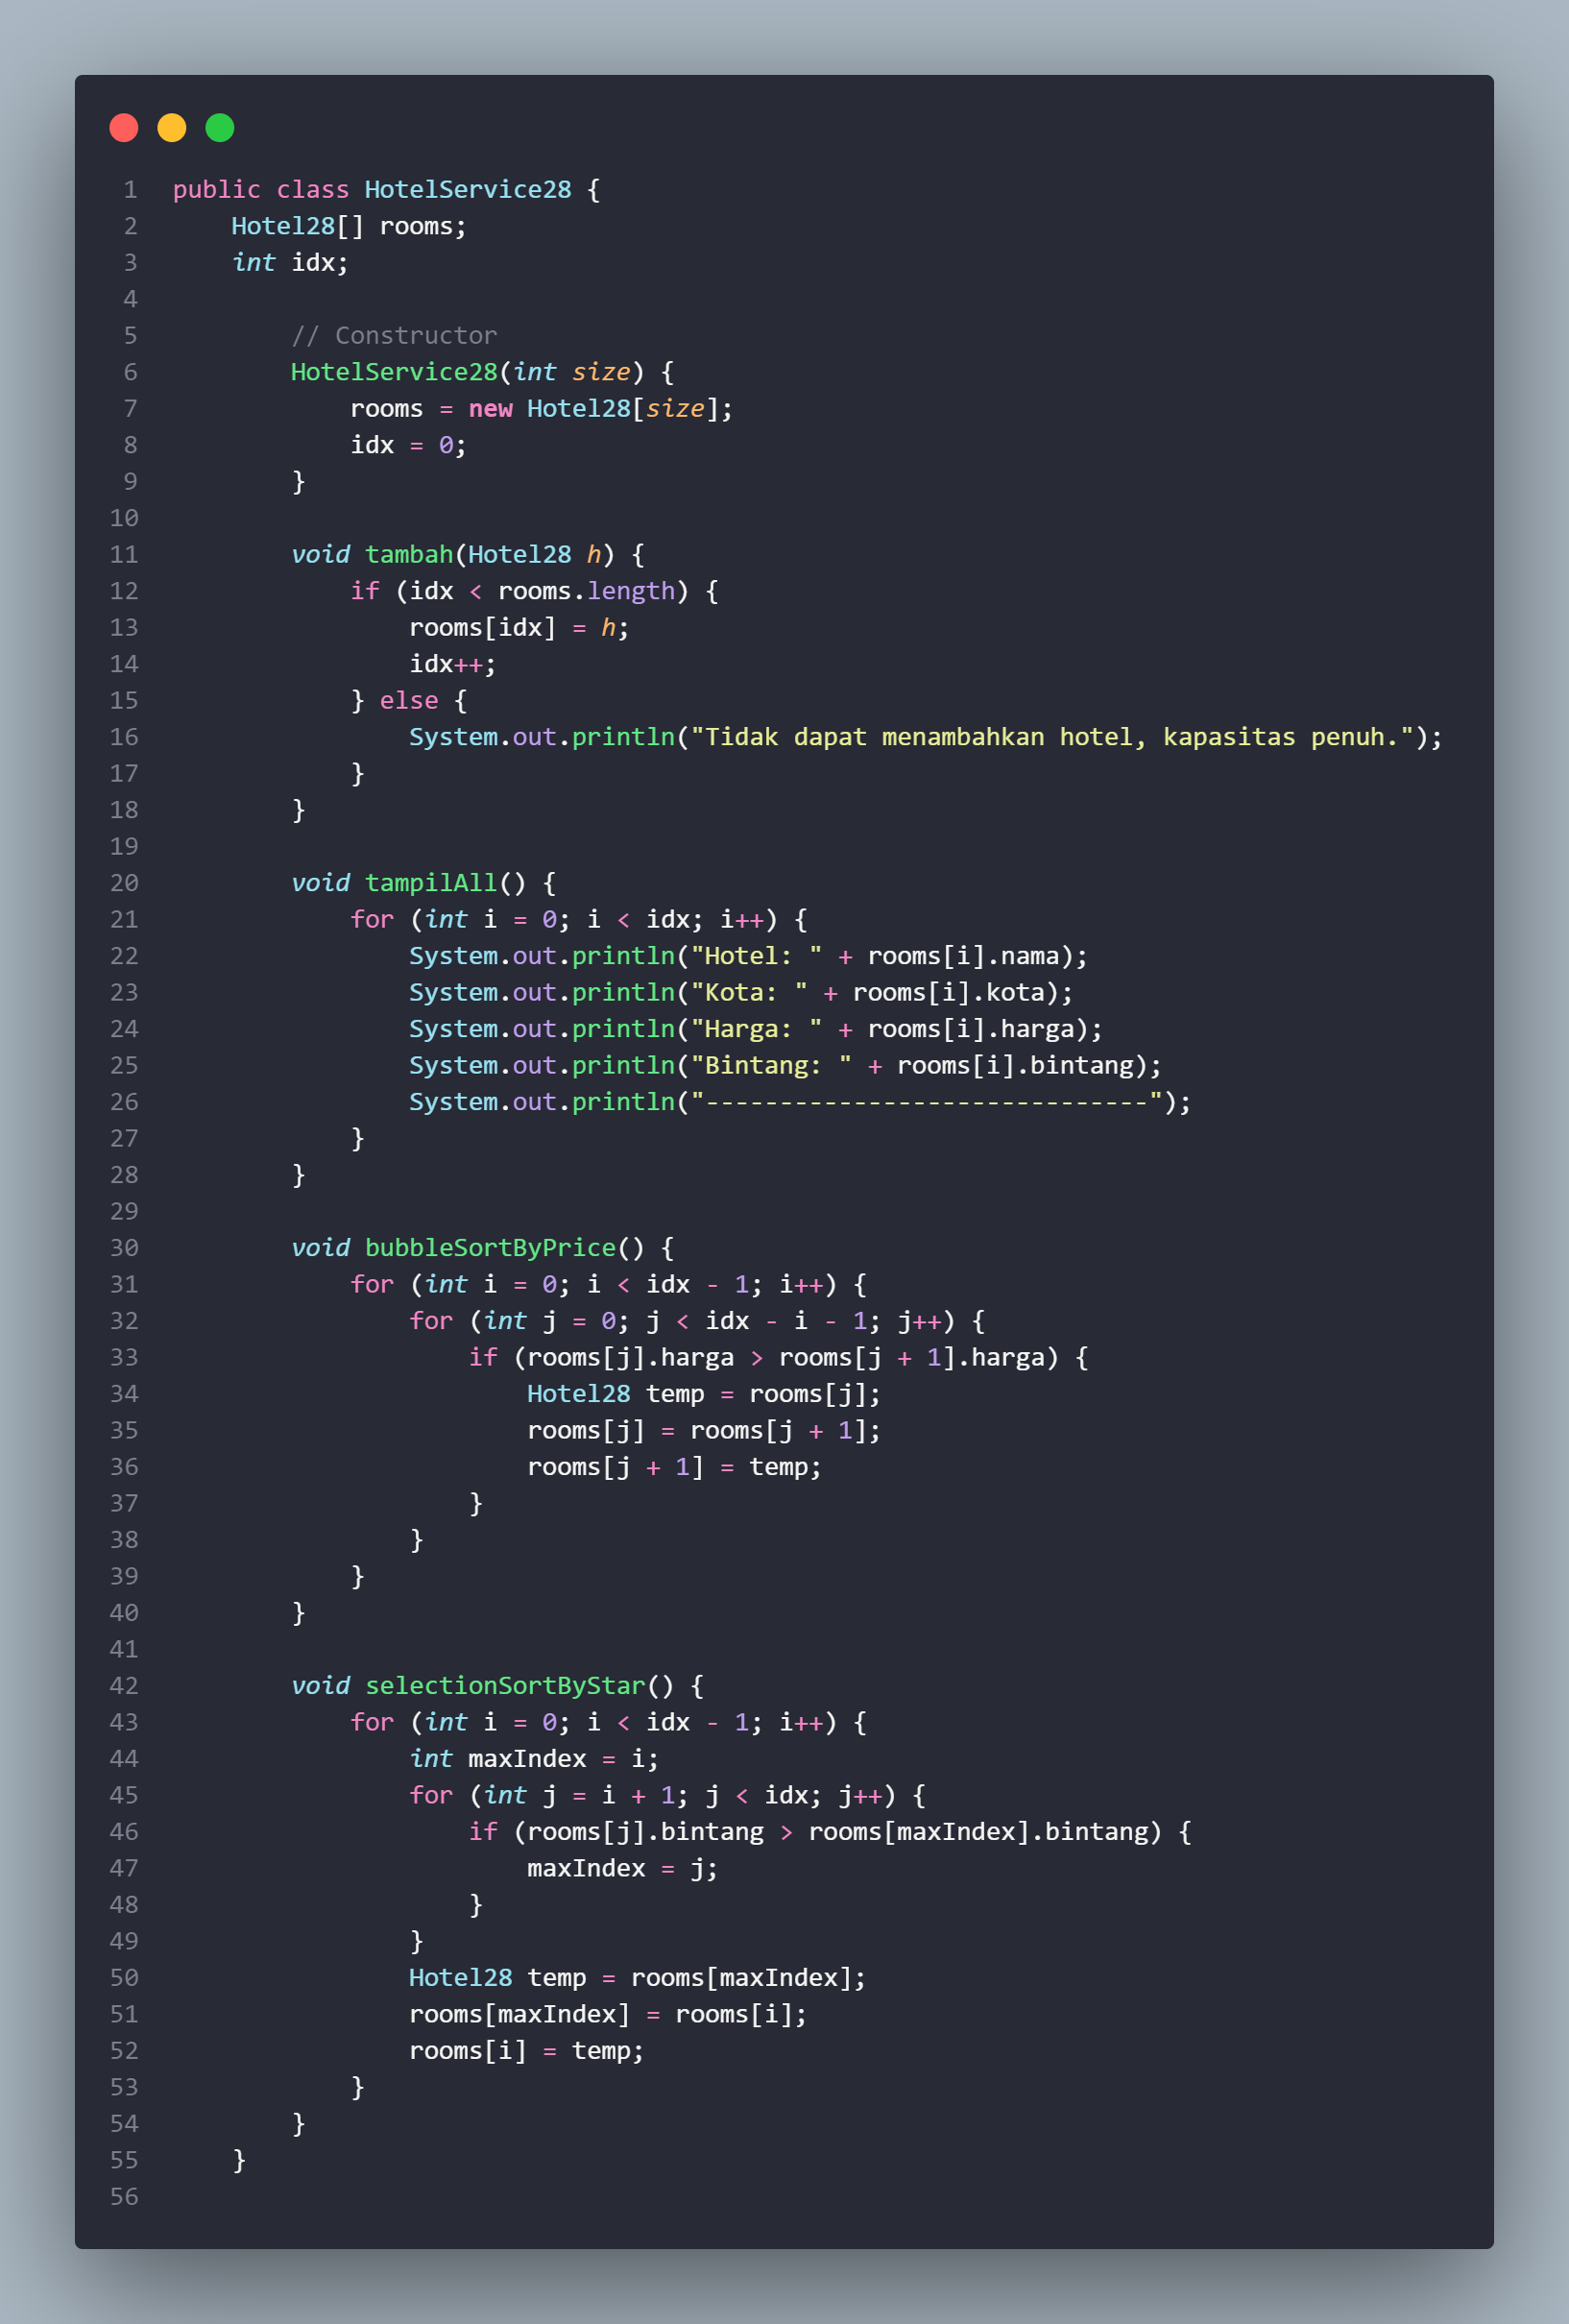 1 public class HotelService28 {
2     Hotel28[] rooms;
3     int idx;
4
5         // Constructor
6         HotelService28(int size) {
7             rooms = new Hotel28[size];
8             idx = 0;
9         }
10
11         void tambah(Hotel28 h) {
12             if (idx < rooms.length) {
13                 rooms[idx] = h;
14                 idx++;
15             } else {
16                 System.out.println("Tidak dapat menambahkan hotel, kapasitas penuh.");
17             }
18         }
19
20         void tampilAll() {
21             for (int i = 0; i < idx; i++) {
22                 System.out.println("Hotel: " + rooms[i].nama);
23                 System.out.println("Kota: " + rooms[i].kota);
24                 System.out.println("Harga: " + rooms[i].harga);
25                 System.out.println("Bintang: " + rooms[i].bintang);
26                 System.out.println("------------------------------");
27             }
28         }
29
30         void bubbleSortByPrice() {
31             for (int i = 0; i < idx - 1; i++) {
32                 for (int j = 0; j < idx - i - 1; j++) {
33                     if (rooms[j].harga > rooms[j + 1].harga) {
34                         Hotel28 temp = rooms[j];
35                         rooms[j] = rooms[j + 1];
36                         rooms[j + 1] = temp;
37                     }
38                 }
39             }
40         }
41
42         void selectionSortByStar() {
43             for (int i = 0; i < idx - 1; i++) {
44                 int maxIndex = i;
45                 for (int j = i + 1; j < idx; j++) {
46                     if (rooms[j].bintang > rooms[maxIndex].bintang) {
47                         maxIndex = j;
48                     }
49                 }
50                 Hotel28 temp = rooms[maxIndex];
51                 rooms[maxIndex] = rooms[i];
52                 rooms[i] = temp;
53             }
54         }
55     }
56